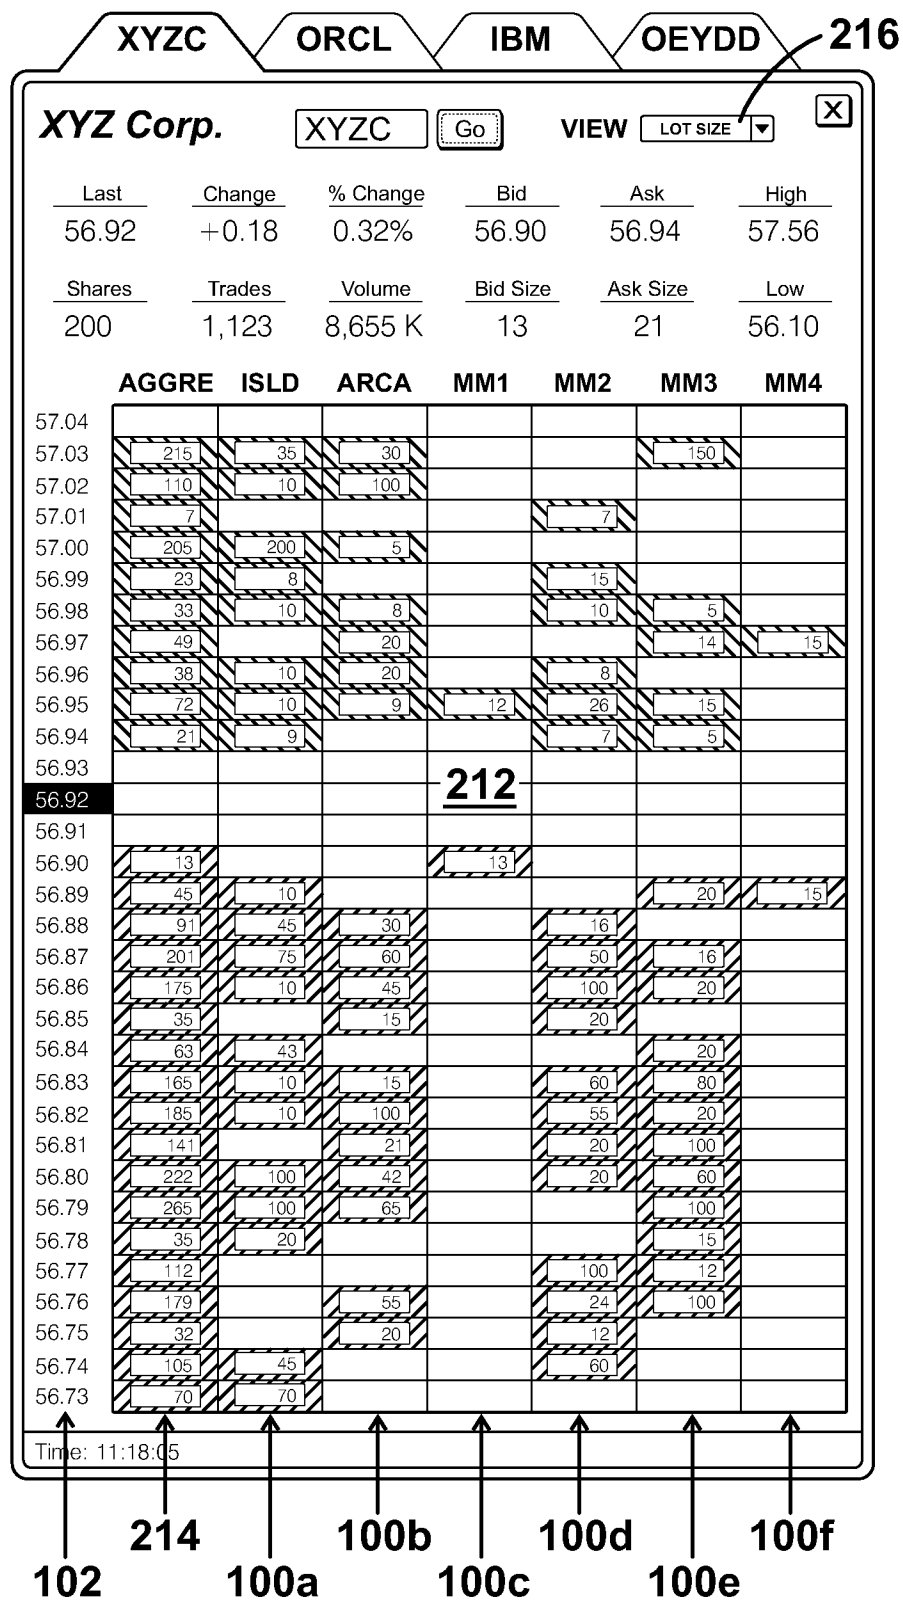 XYZC ORCL IBM OEYDD 216
XYZ Corp. XYZC Go VIEW LOT SIZE X
Last Change % Change Bid Ask High
56.92 +0.18 0.32% 56.90 56.94 57.56
Shares Trades Volume Bid Size Ask Size Low
200 1,123 8,655 K 13 21 56.10
AGGRE ISLD ARCA MM1 MM2 MM3 MM4
57.04
57.03 215 35 30 150
57.02 110 10 100
57.01 7 7
57.00 205 200 5
56.99 23 8 15
56.98 33 10 8 10 5
56.97 49 20 14 15
56.96 38 10 20 8
56.95 72 10 9 12 26 15
56.94 21 9 7 5
56.93
212
56.92
56.91
56.90 13 13
56.89 45 10 20 15
56.88 91 45 30 16
56.87 201 75 60 50 16
56.86 175 10 45 100 20
56.85 35 15 20
56.84 63 43 20
56.83 165 10 15 60 80
56.82 185 10 100 55 20
56.81 141 21 20 100
56.80 222 100 42 20 60
56.79 265 100 65 100
56.78 35 20 15
56.77 112 100 12
56.76 179 55 24 100
56.75 32 20 12
56.74 105 45 60
56.73 70 70
Time: 11:18:05
214 100b 100d 100f
102 100a 100c 100e